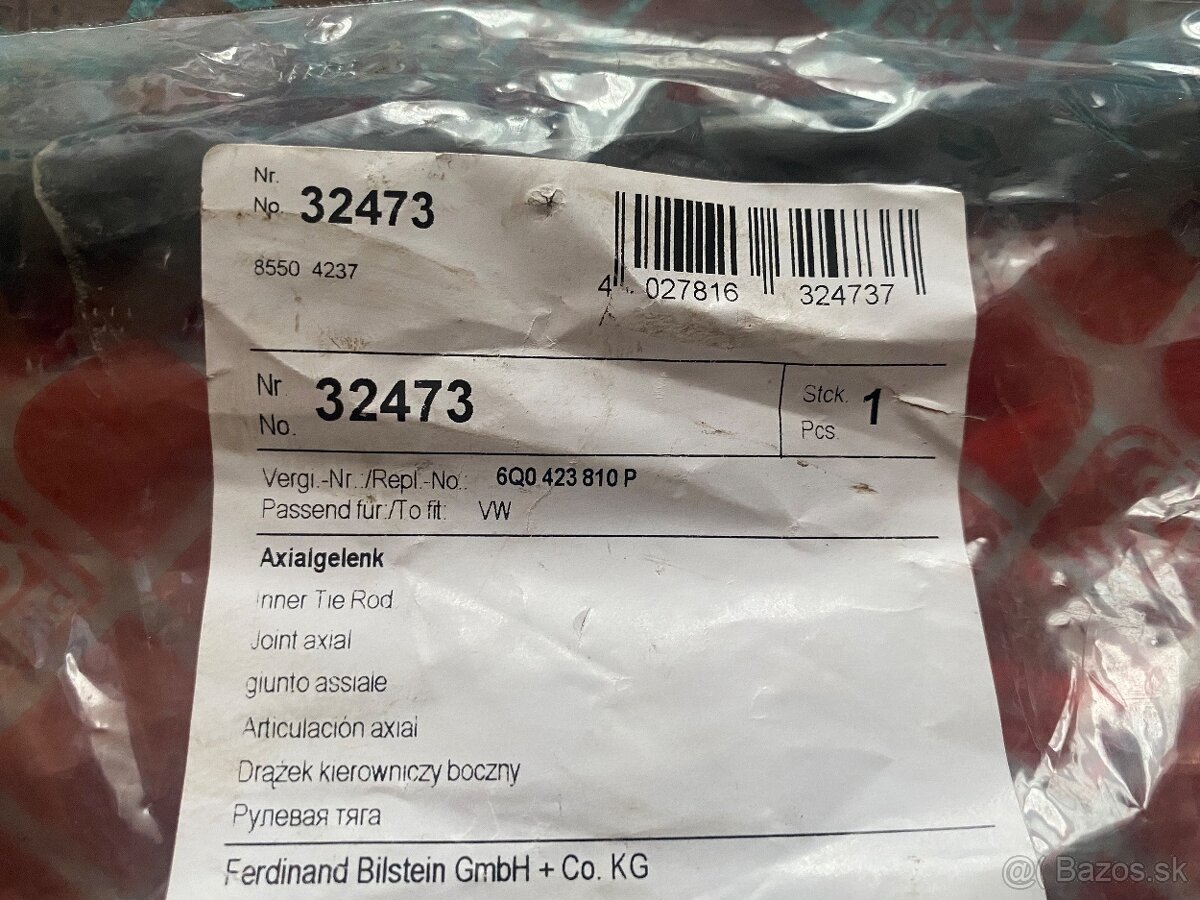 Nr.
No. 32473
8550 4237
4 027816 324737
Nr
No. 32473
Stck. 1
Pcs
Vergl.-Nr.:/Repl.-No.: 6Q0 423 810 P
Passend für:/To fit: VW
Axialgelenk
Inner Tie Rod
Joint axial
giunto assiale
Articulación axial
Drążek kierowniczy boczny
Рулевая тяга
Ferdinand Bilstein GmbH + Co. KG
@ Bazos.sk